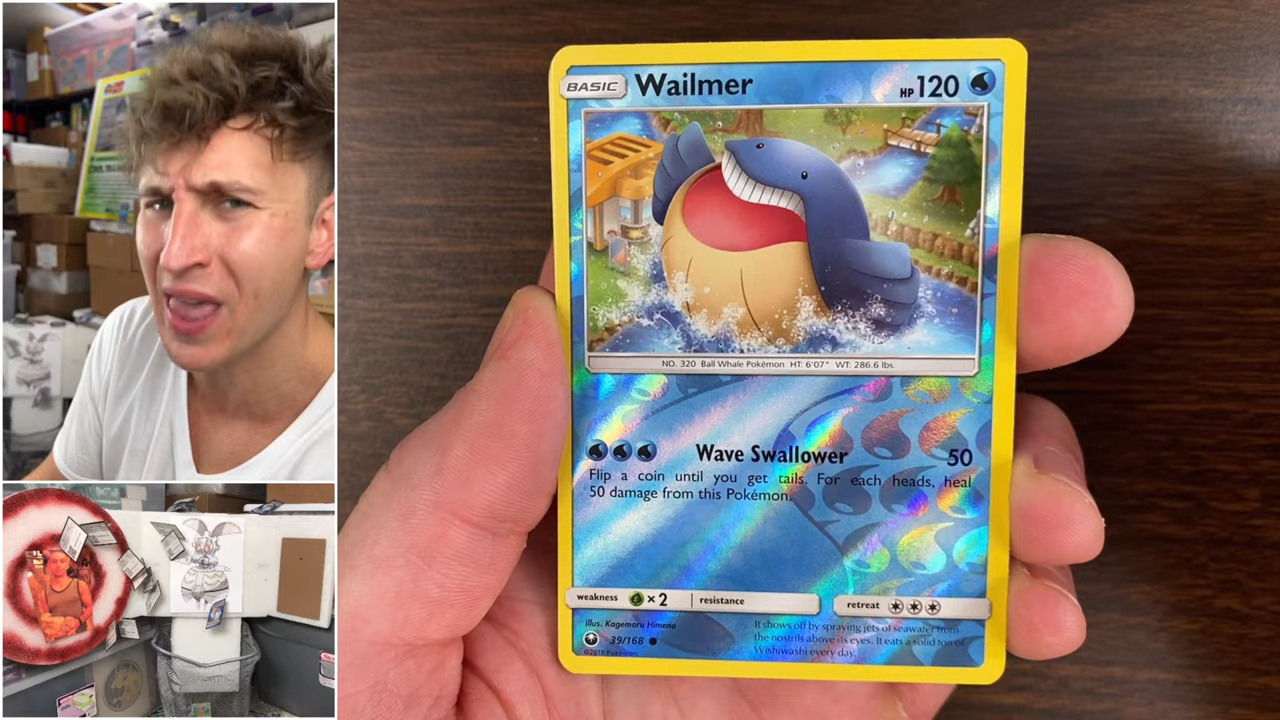 BASIC
Wailmer
HP 120
NO. 320 Ball Whale Pokémon HT: 6'07" WT: 286.6 lbs.
Wave Swallower 50
Flip a coin until you get tails. For each heads, heal
50 damage from this Pokémon.
weakness ×2 resistance
retreat
Illus. Kagemaru Himeno
39/168
©2018 Pokémon
It shows off by spraying jets of seawater from
the nostrils above its eyes. It eats a solid ton of
Wishiwashi every day.